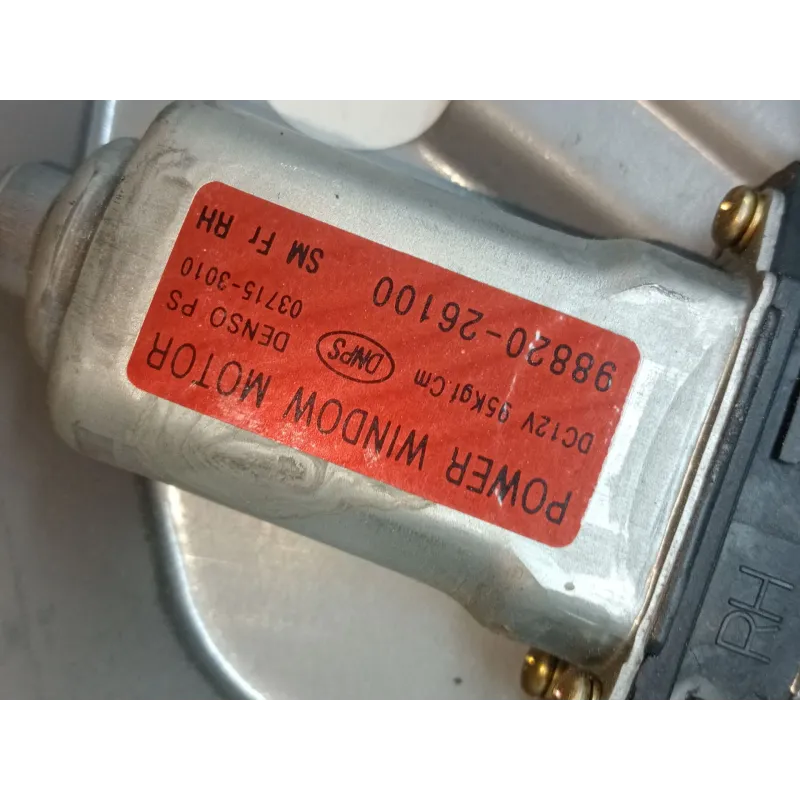 POWER WINDOW MOTOR
DC12V 95Kgf.Cm DNPS DENSO PS
03715-3010
98820-26100 SM Fr RH
RH